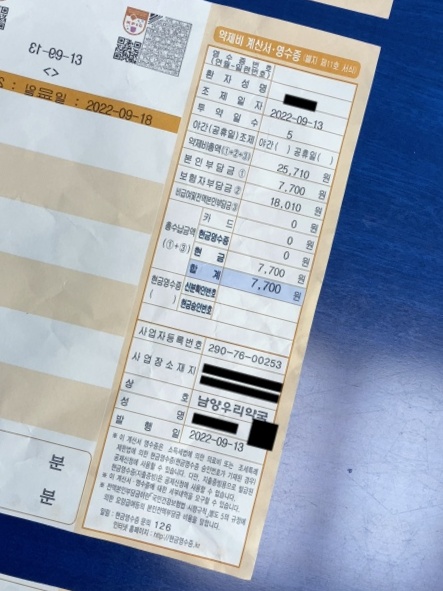 약제비 계산서·영수증 (별지 제11호 서식)
영수증번호
(연월-일련번호)
환자성명
조제일자 2022-09-13
투약일수 5
야간(공휴일)조제 야간( ) 공휴일( )
약제비총액(①+②+③) 25,710 원
본인부담금 ① 7,700 원
보험자부담금 ② 18,010 원
비급여및전액본인부담금 ③ 0 원
총수납금액 (①+③)
카드 0 원
현금영수증 0 원
현금 7,700 원
합계 7,700 원
현금영수증 ( )
신분확인번호
현금승인번호
사업자등록번호 290-76-00253
사업장소재지
상호 남양우리약국
성명
발행일 2022-09-13
* 이 계산서·영수증은 소득세법에 의한 의료비 또는 조세특례
제한법에 의한 현금영수증(현금영수증 승인번호가 기재된 경우)
공제신청에 사용할 수 있습니다. 다만, 지출증빙용으로 발급된
현금영수증(지출증빙)은 공제신청에 사용할 수 없습니다.
* 이 계산서·영수증에 대한 세부내역을 요구할 수 있습니다.
* 전액본인부담금이란 국민건강보험법 시행규칙 별도 5의 규정에
의한 요양급여비의 본인전액부담금 비용을 말합니다.
현금영수증 문의 126
인터넷 홈페이지 : http://현금영수증.kr
2022-09-18